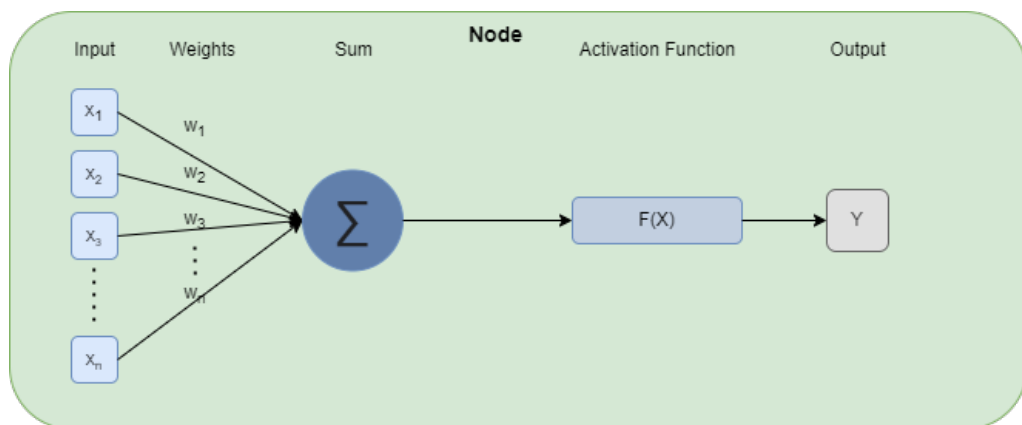 Node
Input Weights Sum Activation Function Output
X1 w1
X2 w2
X3 w3
∑ F(X) Y
wn
Xn